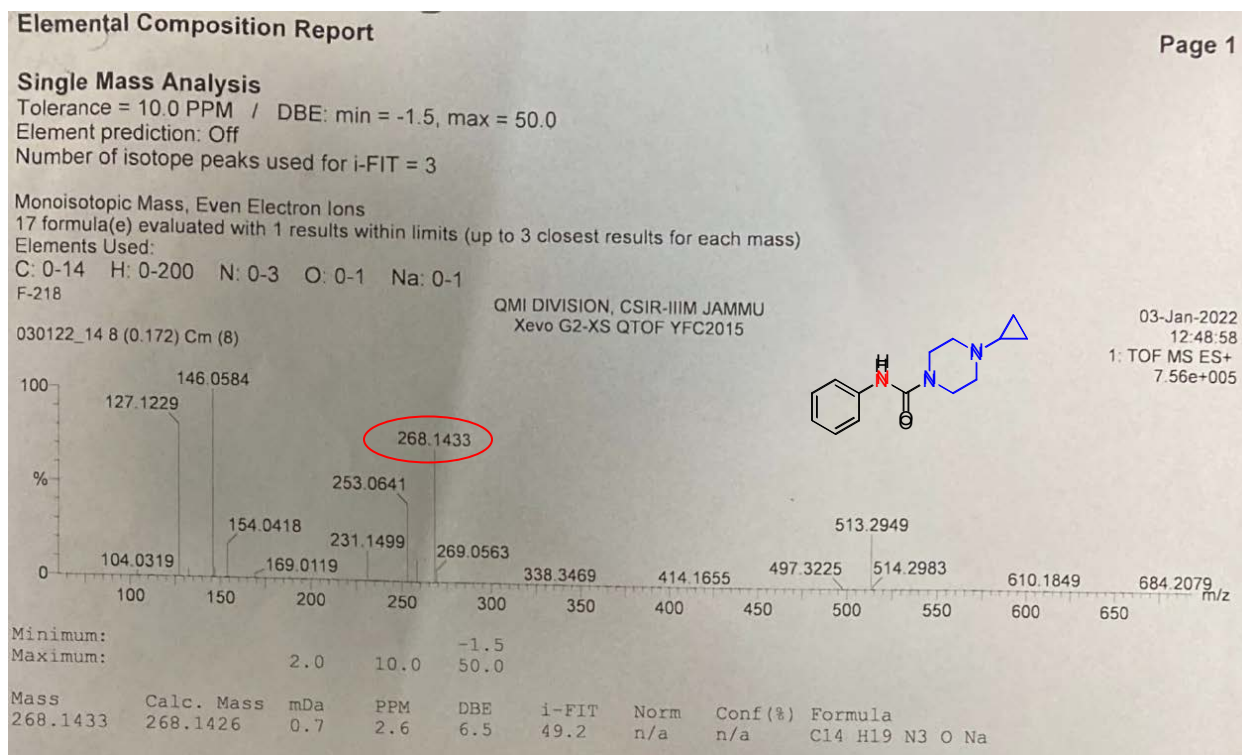 Elemental Composition Report
Page 1
Single Mass Analysis
Tolerance = 10.0 PPM / DBE: min = -1.5, max = 50.0
Element prediction: Off
Number of isotope peaks used for i-FIT = 3
Monoisotopic Mass, Even Electron Ions
17 formula(e) evaluated with 1 results within limits (up to 3 closest results for each mass)
Elements Used:
C: 0-14 H: 0-200 N: 0-3 O: 0-1 Na: 0-1
F-218
QMI DIVISION, CSIR-IIIM JAMMU
Xevo G2-XS QTOF YFC2015
03-Jan-2022
12:48:58
030122_14 8 (0.172) Cm (8)
1: TOF MS ES+
7.56e+005
H
N
N
N
O
100
%
0
146.0584
127.1229
268.1433
253.0641
154.0418
231.1499
269.0563
104.0319
169.0119
338.3469
414.1655
497.3225
513.2949
514.2983
610.1849
684.2079
m/z
100 150 200 250 300 350 400 450 500 550 600 650
Minimum: -1.5
Maximum: 2.0 10.0 50.0
Mass Calc. Mass mDa PPM DBE i-FIT Norm Conf(%) Formula
268.1433 268.1426 0.7 2.6 6.5 49.2 n/a n/a C14 H19 N3 O Na